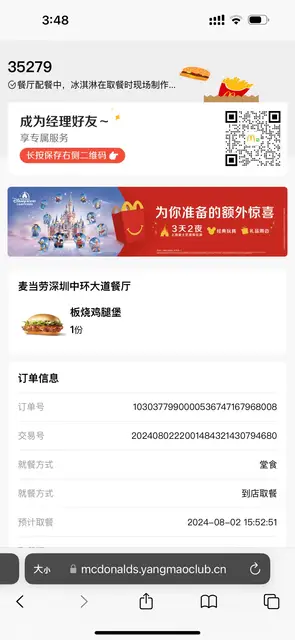 3:48
35279
餐厅配餐中，冰淇淋在取餐时现场制作...
成为经理好友～
享专属服务
长按保存右侧二维码
为你准备的额外惊喜
3天2夜
麦当劳深圳中环大道餐厅
板烧鸡腿堡
1份
订单信息
订单号 1030377990000536747167968008
交易号 2024080222001484321430794680
就餐方式 堂食
就餐方式 到店取餐
预计取餐 2024-08-02 15:52:51
大小 mcdonalds.yangmaoclub.cn